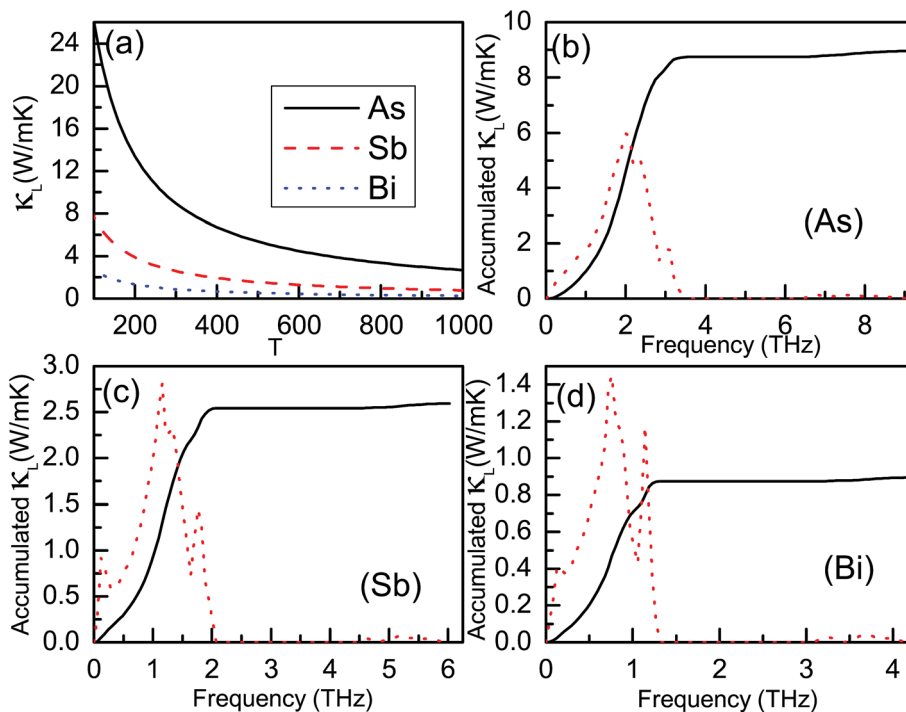 (a)
κL(W/mK)
24
20
16
12
8
4
0
As
Sb
Bi
200 400 600 800 1000
T
(b)
Accumulated κL(W/mK)
10
8
6
4
2
0
(As)
0 2 4 6 8
Frequency (THz)
(c)
Accumulated κL(W/mK)
3.0
2.5
2.0
1.5
1.0
0.5
0.0
(Sb)
0 1 2 3 4 5 6
Frequency (THz)
(d)
Accumulated κL(W/mK)
1.4
1.2
1.0
0.8
0.6
0.4
0.2
0.0
(Bi)
0 1 2 3 4
Frequency (THz)